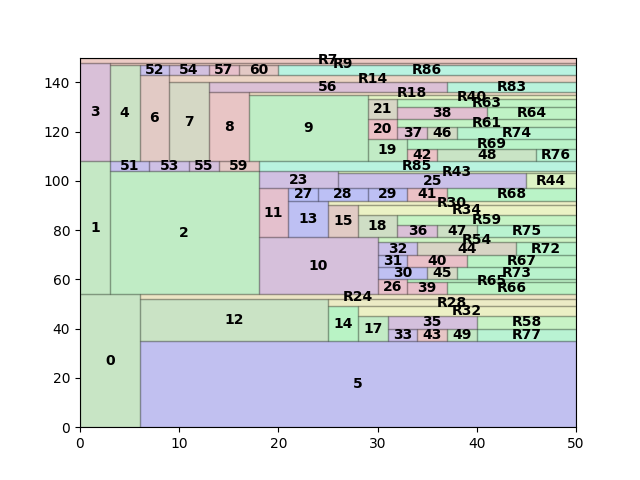 R7
R9
140 52 54 57 60 R86
R14
56 R83
R18
R40
3 4 6 7 8 9 21 R63
38 R64
120 20 R61
37 46 R74
19 R69
42 48 R76
51 53 55 59 R85
100 23 R43
25 R44
27 28 29 41 R68
R30
11 13 15 R34
18 R59
80 1 2 36 47 R75
R54
32 44 R72
10 31 40 R67
60 30 45 R73
R65
26 39 R66
R24 R28
R32
40 12 14 17 35 R58
33 43 49 R77
20 0 5
0
0 10 20 30 40 50